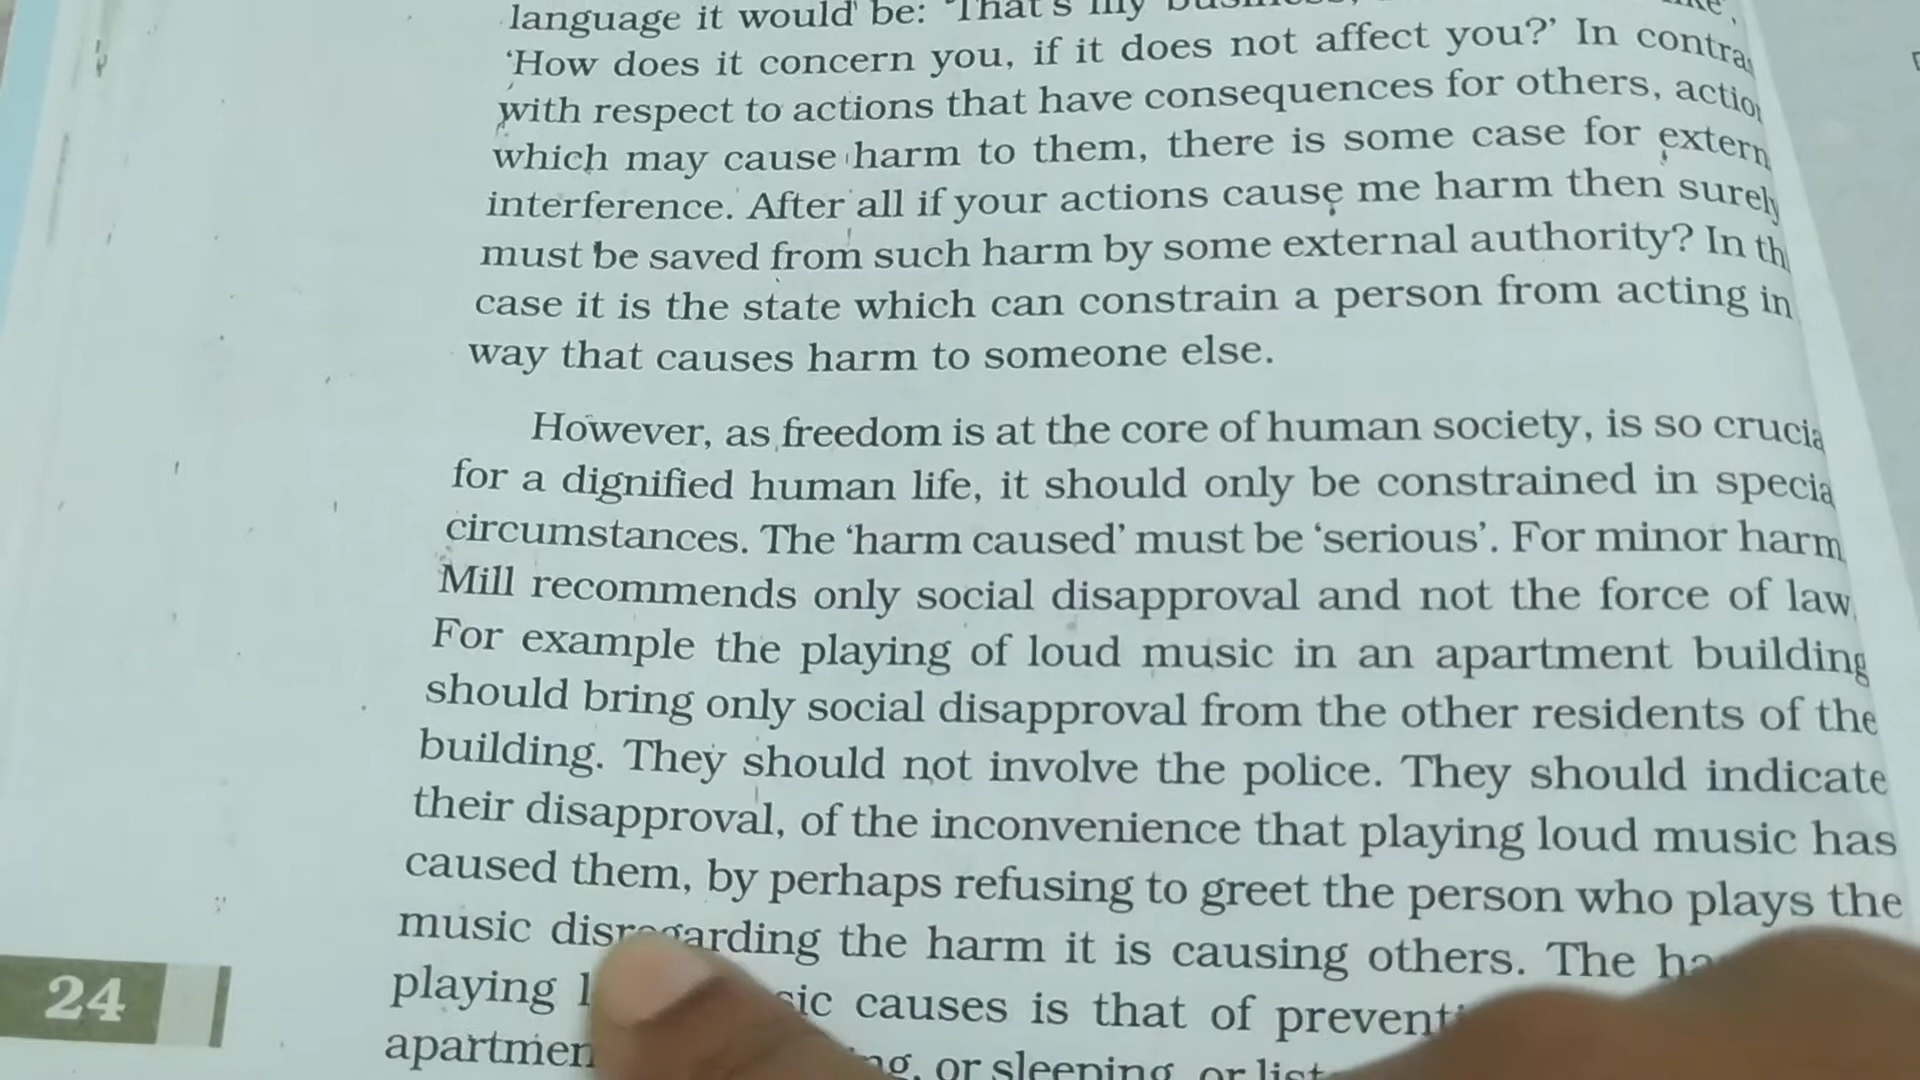 language it would be: 'That's my
'How does it concern you, if it does not affect you?' In contra
with respect to actions that have consequences for others, actio
which may cause harm to them, there is some case for extern
interference. After all if your actions cause me harm then surely
must be saved from such harm by some external authority? In th
case it is the state which can constrain a person from acting in
way that causes harm to someone else.
However, as freedom is at the core of human society, is so crucia
for a dignified human life, it should only be constrained in specia
circumstances. The 'harm caused' must be 'serious'. For minor harm
Mill recommends only social disapproval and not the force of law
For example the playing of loud music in an apartment building
should bring only social disapproval from the other residents of the
building. They should not involve the police. They should indicate
their disapproval, of the inconvenience that playing loud music has
caused them, by perhaps refusing to greet the person who plays the
music disregarding the harm it is causing others. The ha
playing causes is that of prevent
apartmen or sleeping, or list
24